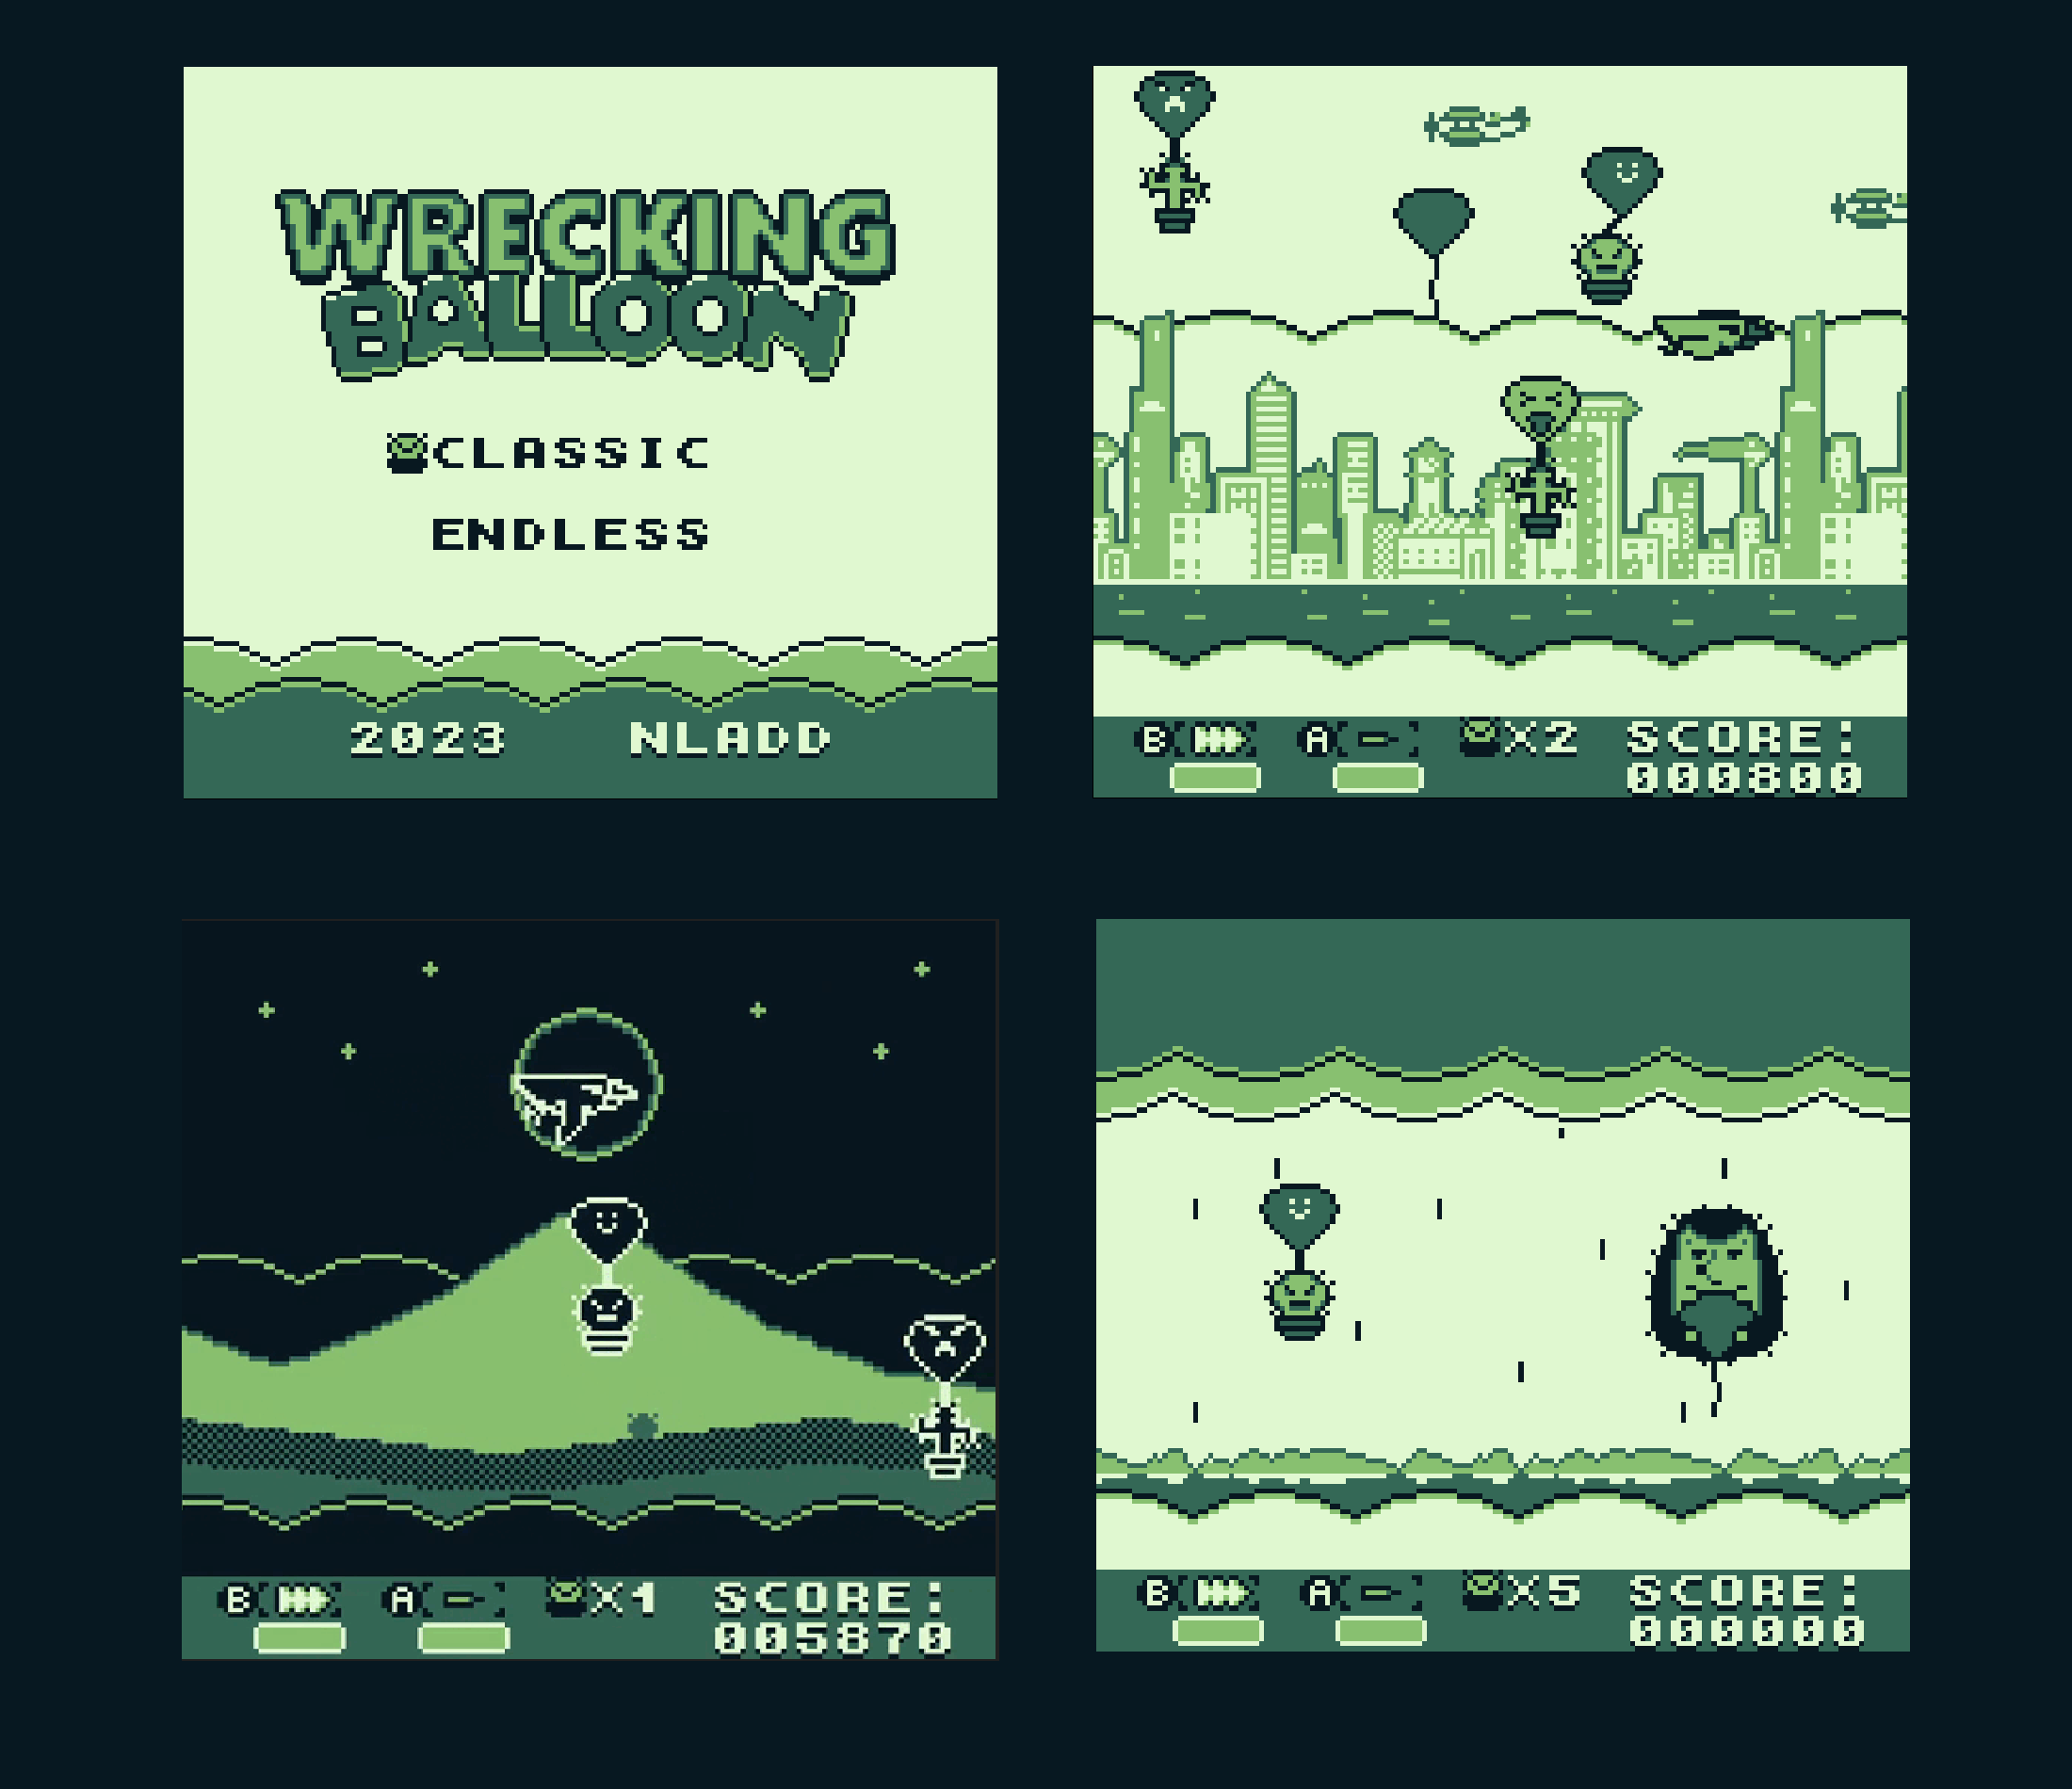 WRECKING
BALLOON
CLASSIC
ENDLESS
2023 NLADD
B A X2 SCORE:
000800
B A X1 SCORE:
005870
B A X5 SCORE:
000000